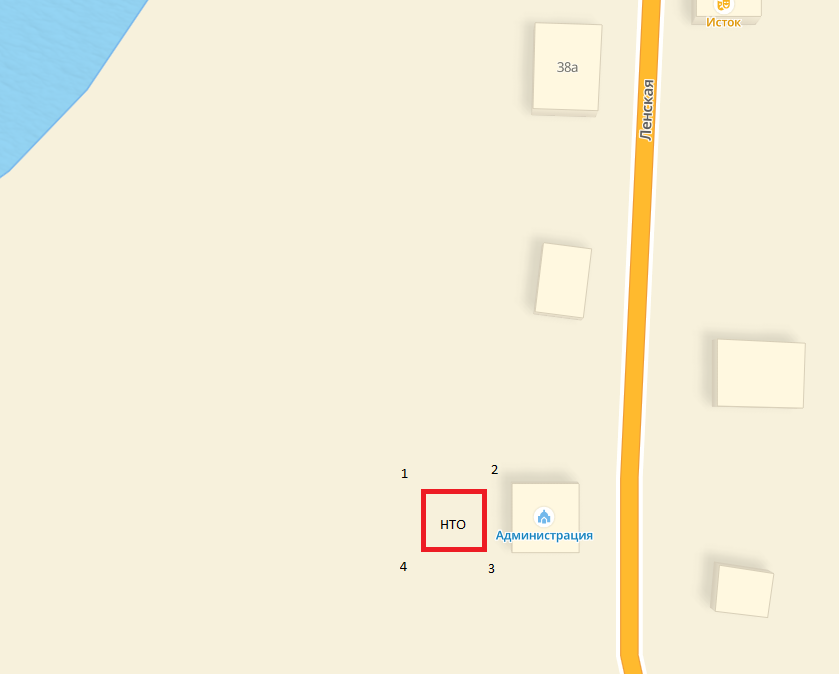 Исток
38а
Ленская
1
2
НТО
Администрация
4
3